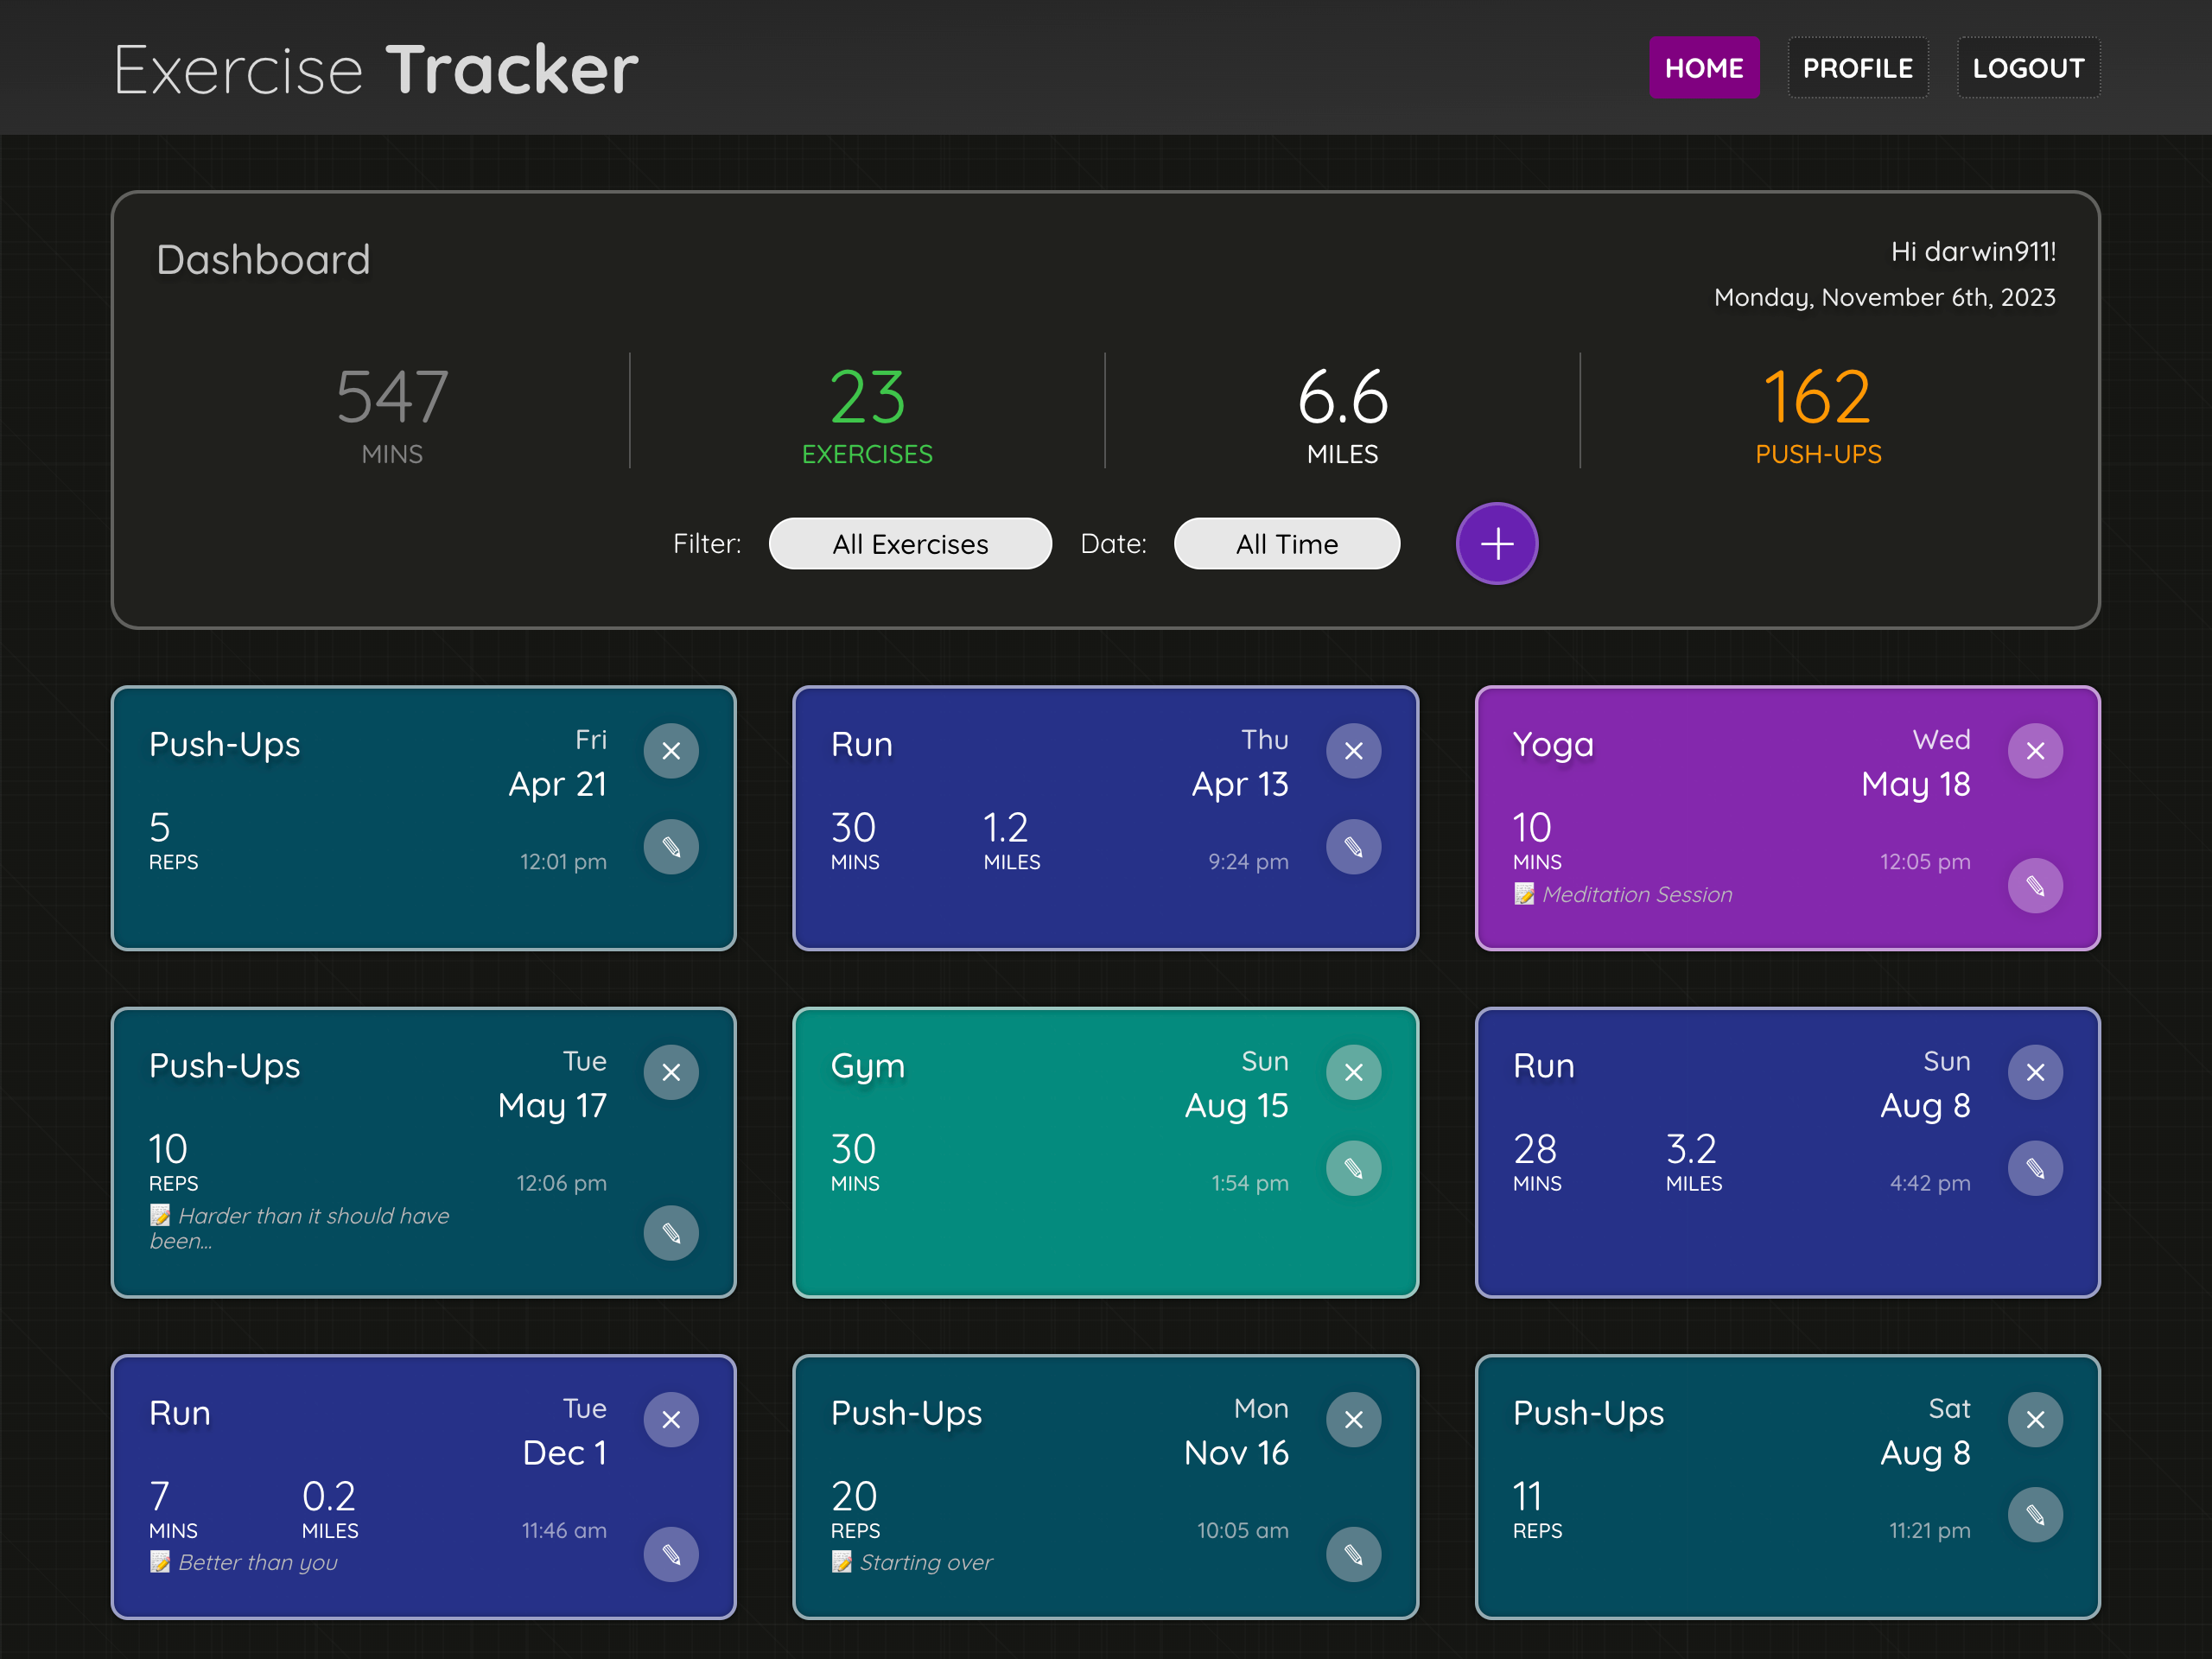 Exercise Tracker
HOME PROFILE LOGOUT
Dashboard
Hi darwin911!
Monday, November 6th, 2023
547 23 6.6 162
MINS EXERCISES MILES PUSH-UPS
Filter: All Exercises Date: All Time
Push-Ups
Fri
Apr 21
5
REPS
12:01 pm
Run
Thu
Apr 13
30 1.2
MINS MILES
9:24 pm
Yoga
Wed
May 18
10
MINS
12:05 pm
Meditation Session
Push-Ups
Tue
May 17
10
REPS
12:06 pm
Harder than it should have
been...
Gym
Sun
Aug 15
30
MINS
1:54 pm
Run
Sun
Aug 8
28 3.2
MINS MILES
4:42 pm
Run
Tue
Dec 1
7 0.2
MINS MILES
11:46 am
Better than you
Push-Ups
Mon
Nov 16
20
REPS
10:05 am
Starting over
Push-Ups
Sat
Aug 8
11
REPS
11:21 pm